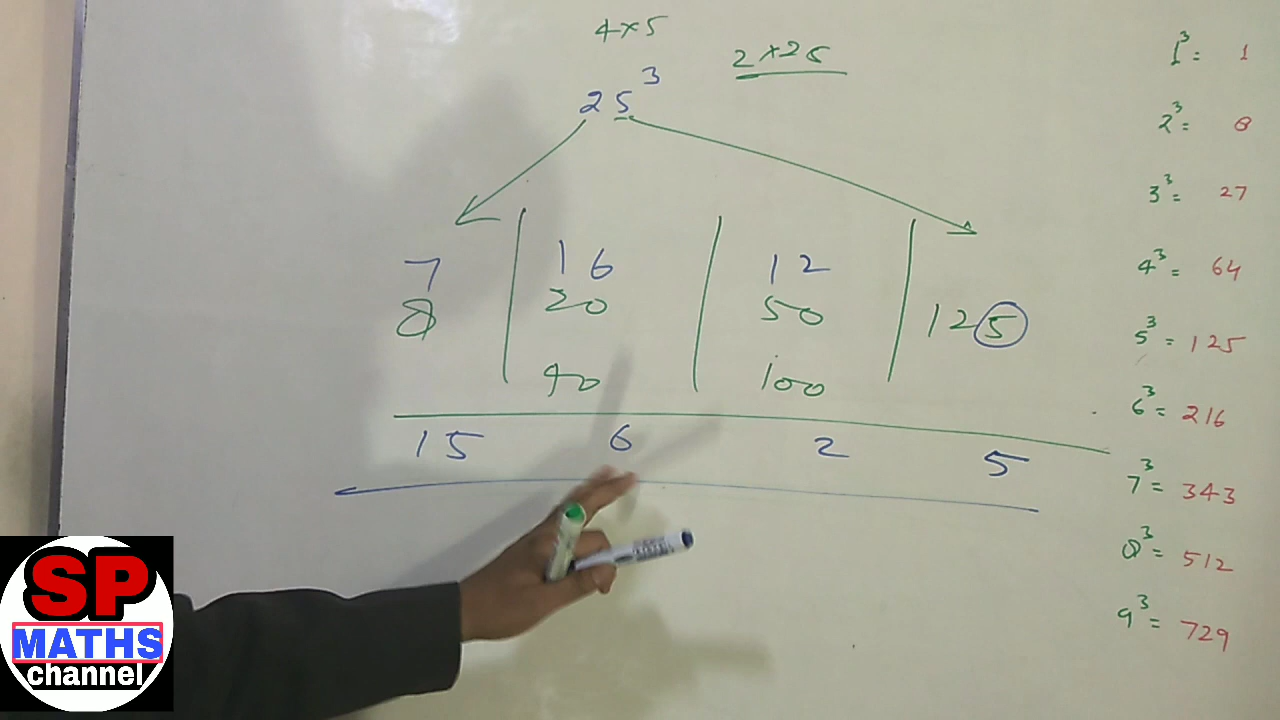 4×5
2×25
25³
7 | 16 | 12 |
8 | 20 | 50 | 125
40 | 100
15 6 2 5
1³= 1
2³= 8
3³= 27
4³= 64
5³= 125
6³= 216
7³= 343
8³= 512
9³= 729
SP
MATHS
channel